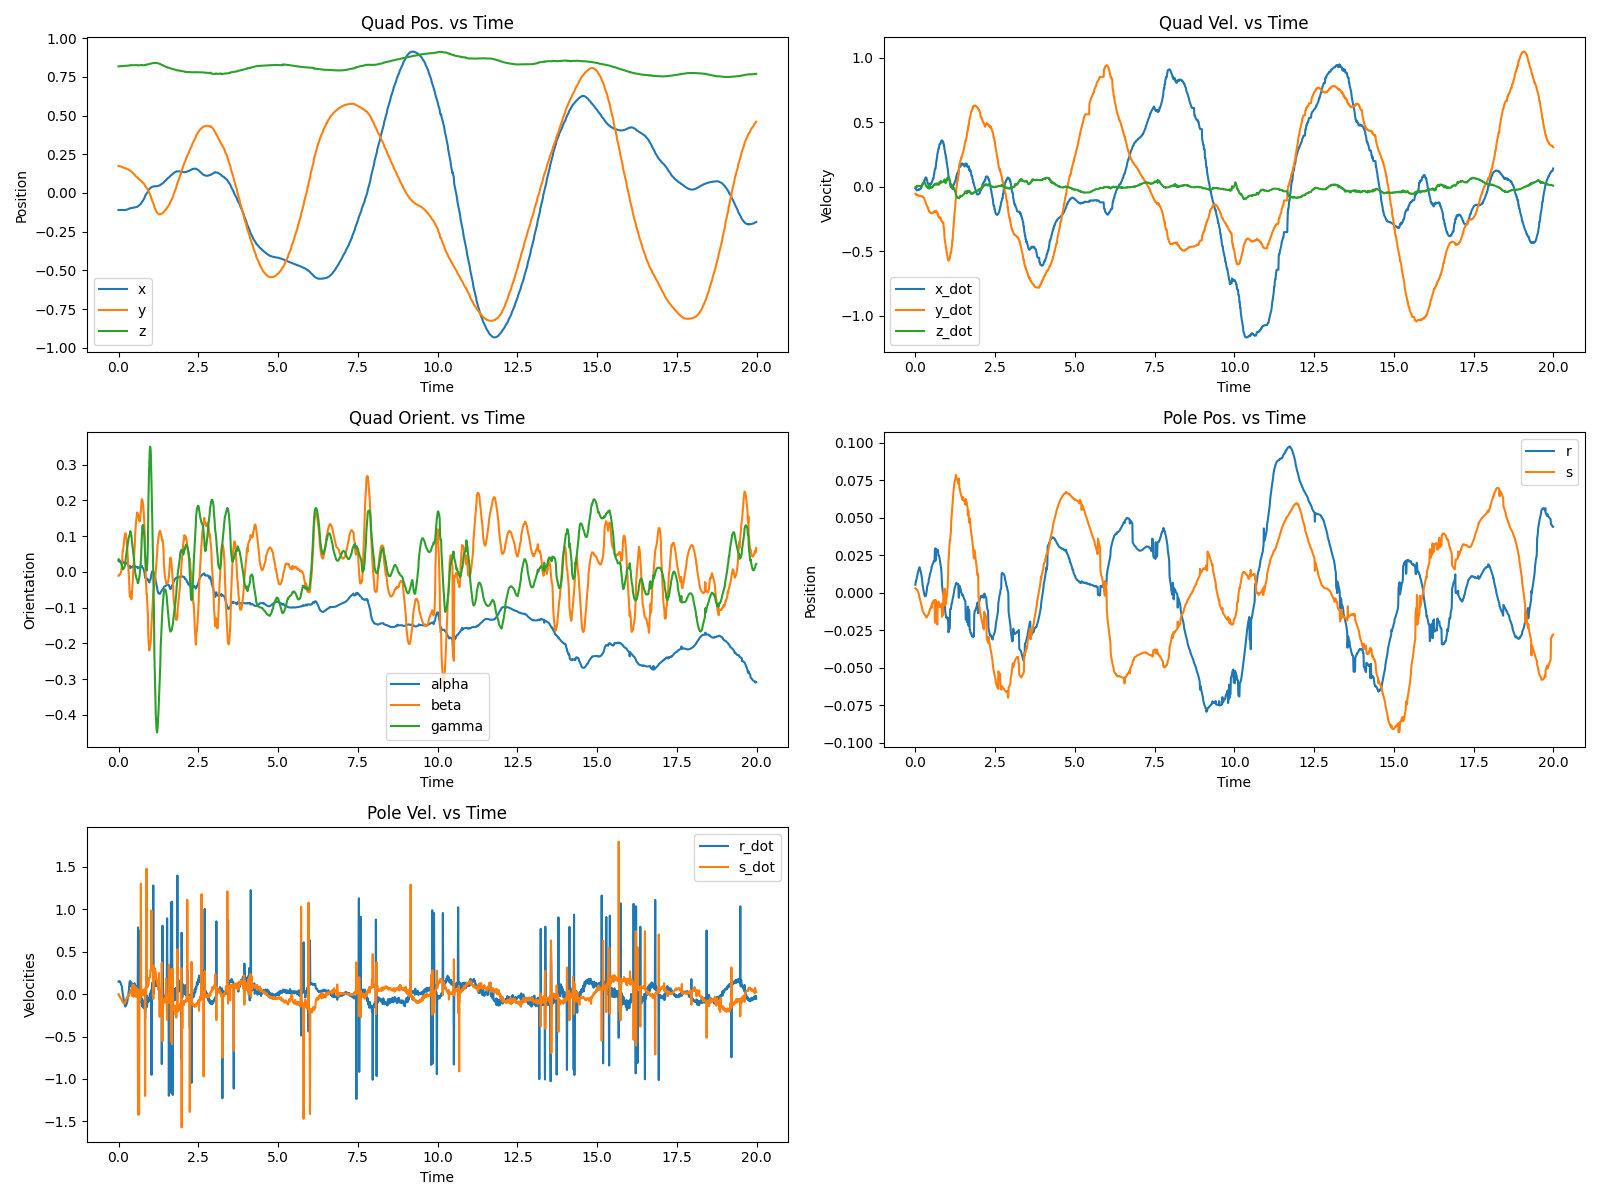 Quad Pos. vs Time
Position
1.00
0.75
0.50
0.25
0.00
−0.25
−0.50
−0.75
−1.00
x
y
z
0.0 2.5 5.0 7.5 10.0 12.5 15.0 17.5 20.0
Time
Quad Vel. vs Time
Velocity
1.0
0.5
0.0
−0.5
−1.0
x_dot
y_dot
z_dot
0.0 2.5 5.0 7.5 10.0 12.5 15.0 17.5 20.0
Time
Quad Orient. vs Time
Orientation
0.3
0.2
0.1
0.0
−0.1
−0.2
−0.3
−0.4
alpha
beta
gamma
0.0 2.5 5.0 7.5 10.0 12.5 15.0 17.5 20.0
Time
Pole Pos. vs Time
Position
0.100
0.075
0.050
0.025
0.000
−0.025
−0.050
−0.075
−0.100
r
s
0.0 2.5 5.0 7.5 10.0 12.5 15.0 17.5 20.0
Time
Pole Vel. vs Time
Velocities
1.5
1.0
0.5
0.0
−0.5
−1.0
−1.5
r_dot
s_dot
0.0 2.5 5.0 7.5 10.0 12.5 15.0 17.5 20.0
Time